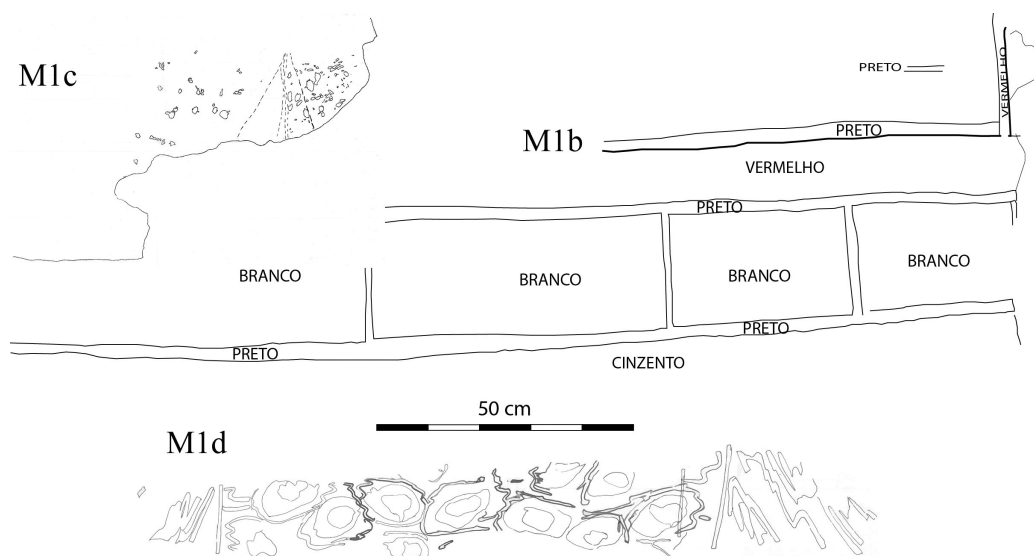 M1c
PRETO
VERMELHO
M1b
PRETO
VERMELHO
PRETO
BRANCO
BRANCO
BRANCO
BRANCO
PRETO
PRETO
CINZENTO
50 cm
M1d